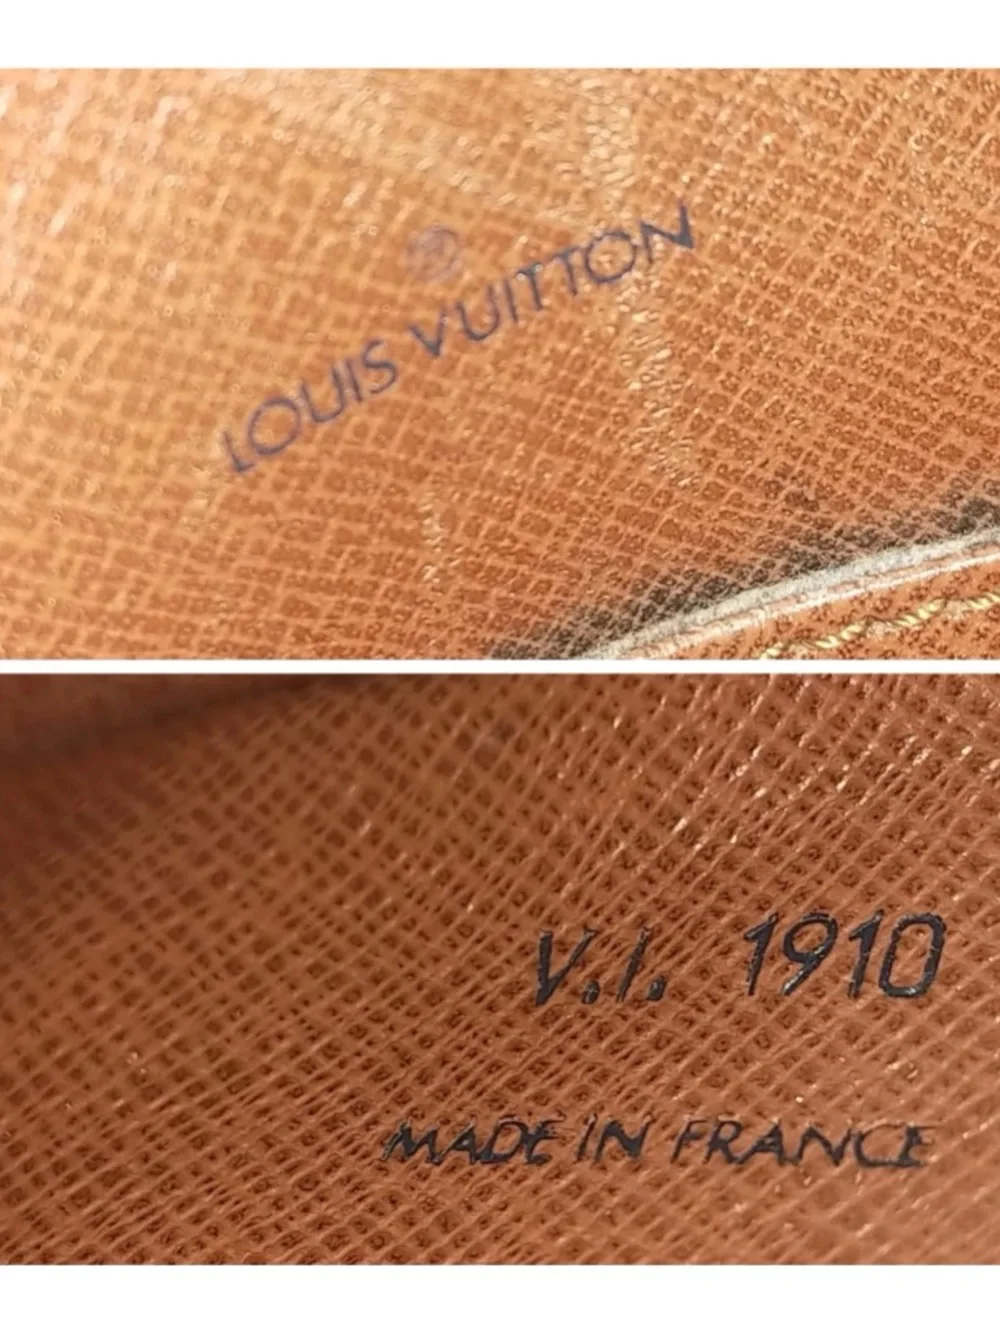 ®
LOUIS VUITTON
V.I. 1910
MADE IN FRANCE